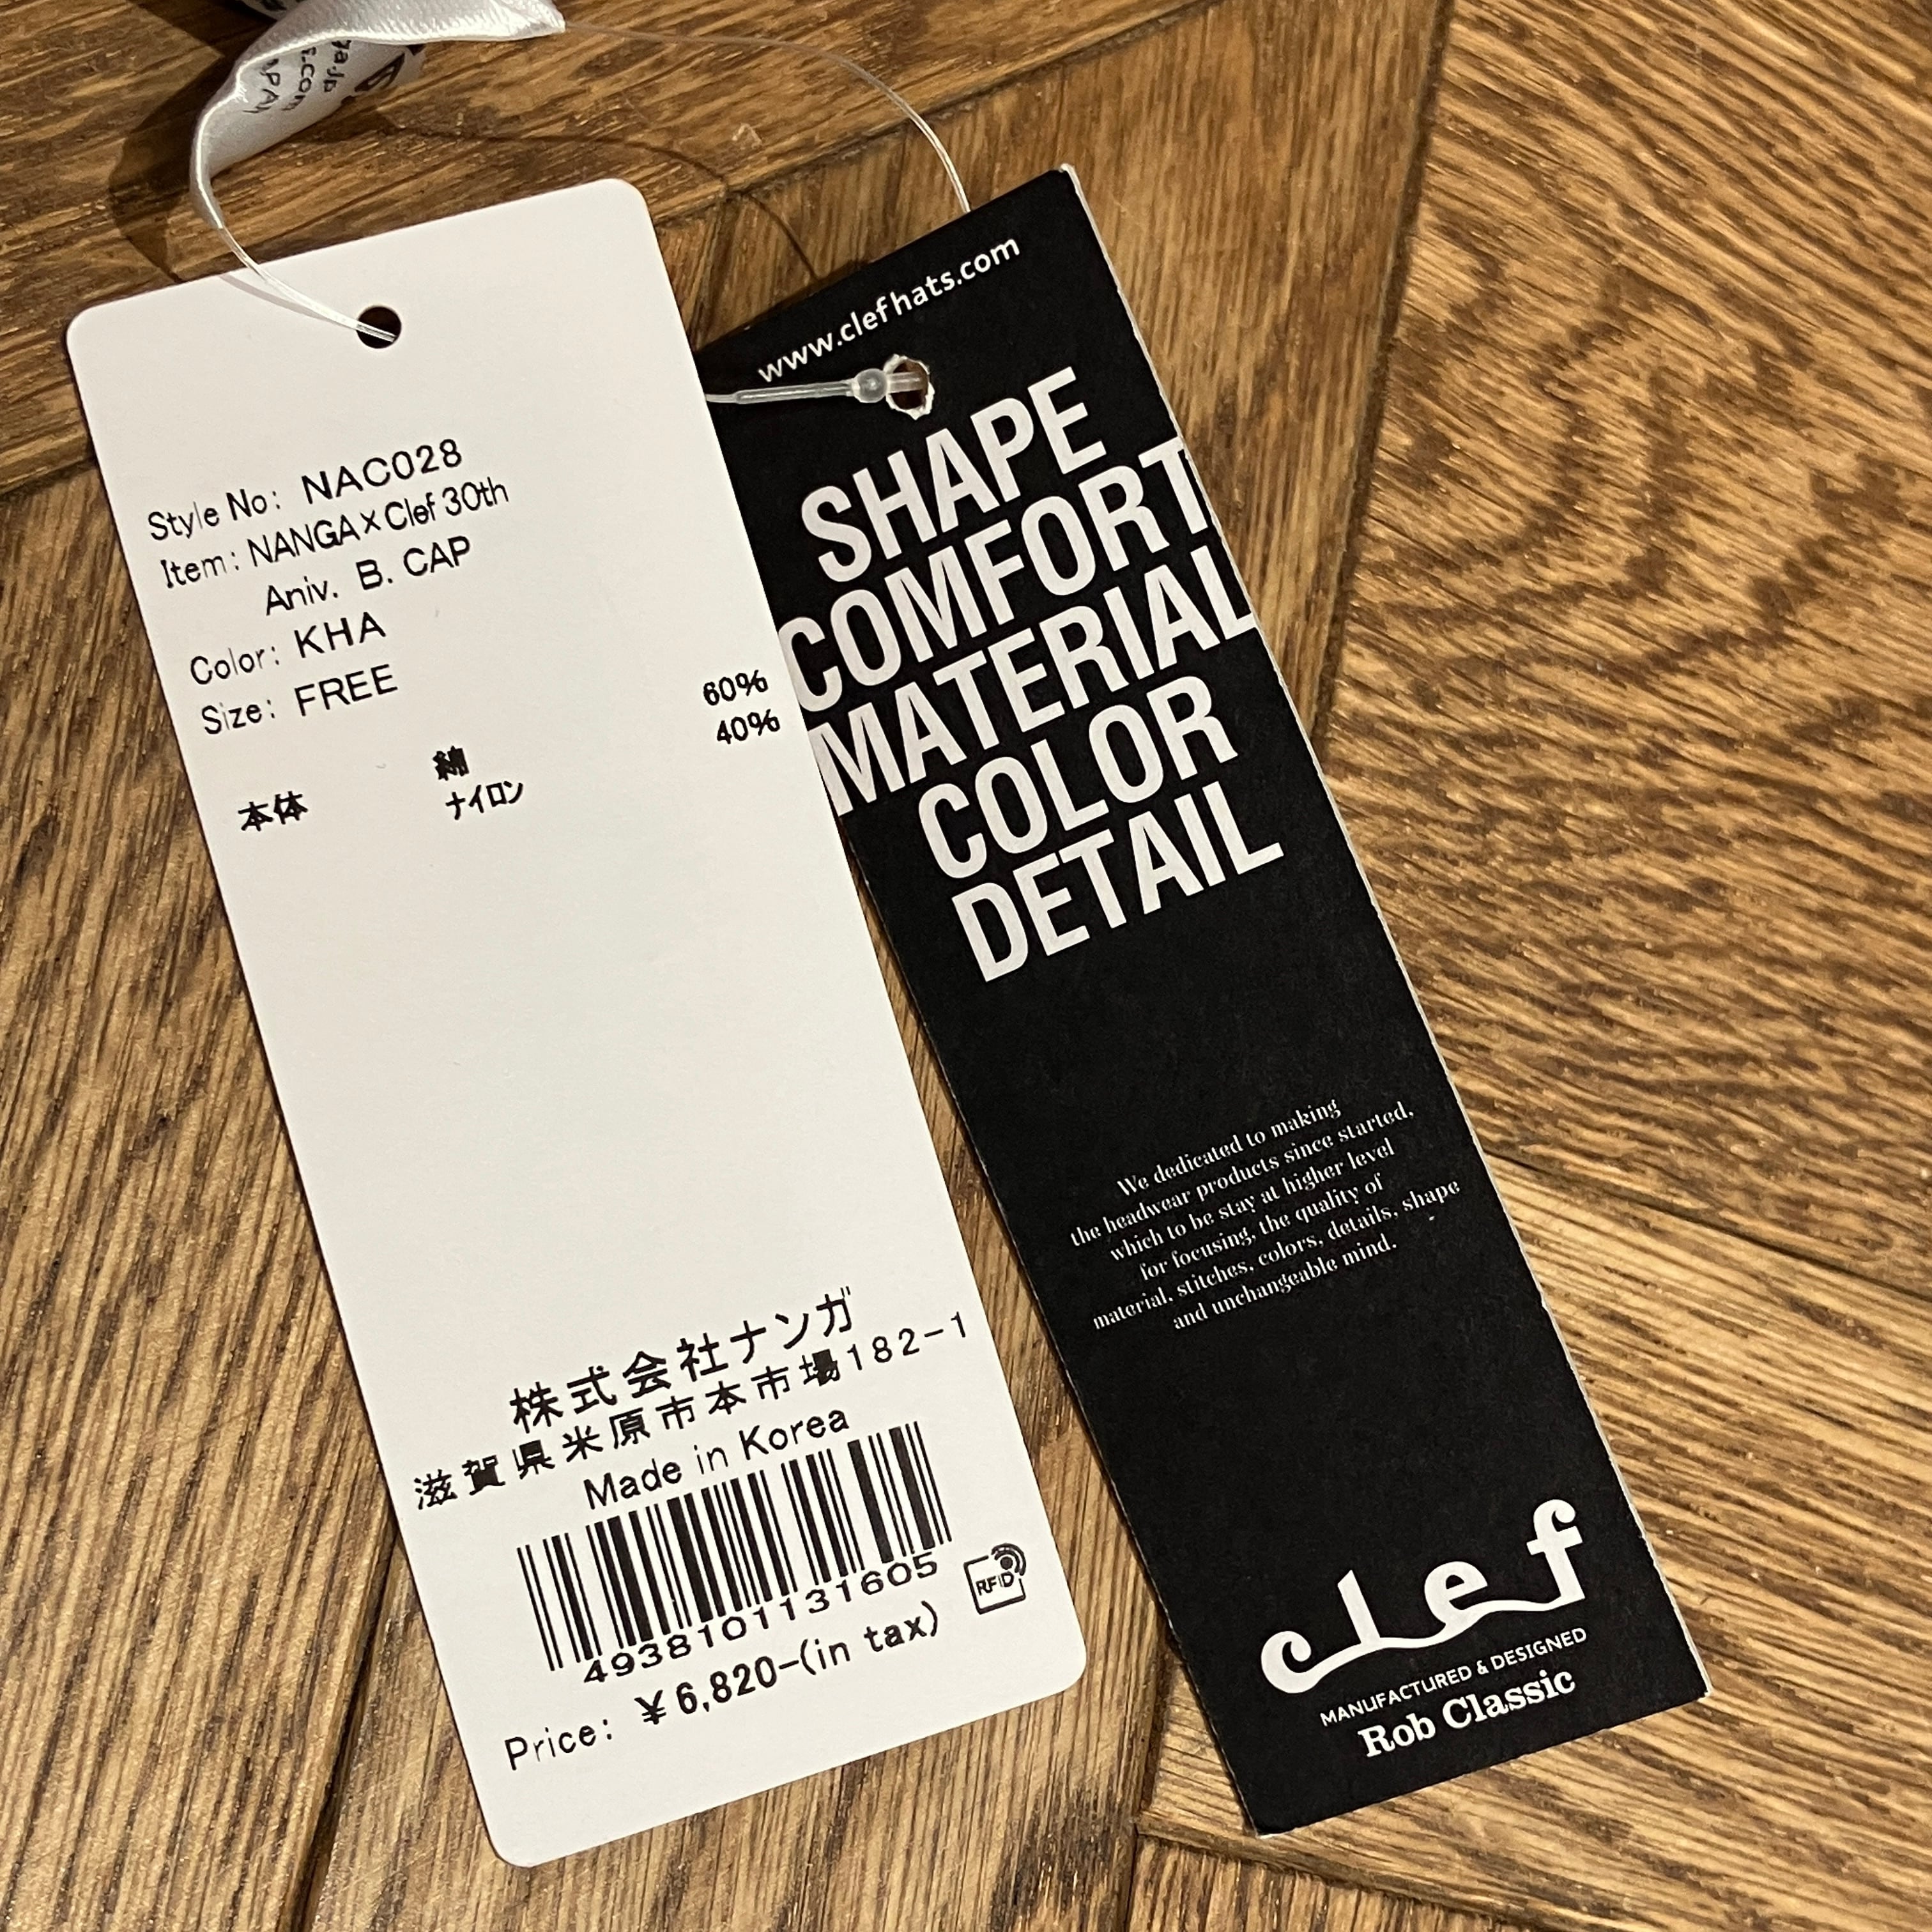 Style No: NAC028
Item: NANGA×Clef 30th
Aniv. B. CAP
Color: KHA
Size: FREE
本体 綿 60%
ナイロン 40%
株式会社ナンガ
滋賀県米原市本市場182-1
Made in Korea
4938101131605
RFID
Price: ¥6,820-(in tax)
www.clefhats.com
SHAPE
COMFORT
MATERIAL
COLOR
DETAIL
We dedicated to making
the headwear products since started,
which to be stay at higher level
for focusing, the quality of
material, stitches, colors, details, shape
and unchangeable mind.
clef
MANUFACTURED & DESIGNED
Rob Classic